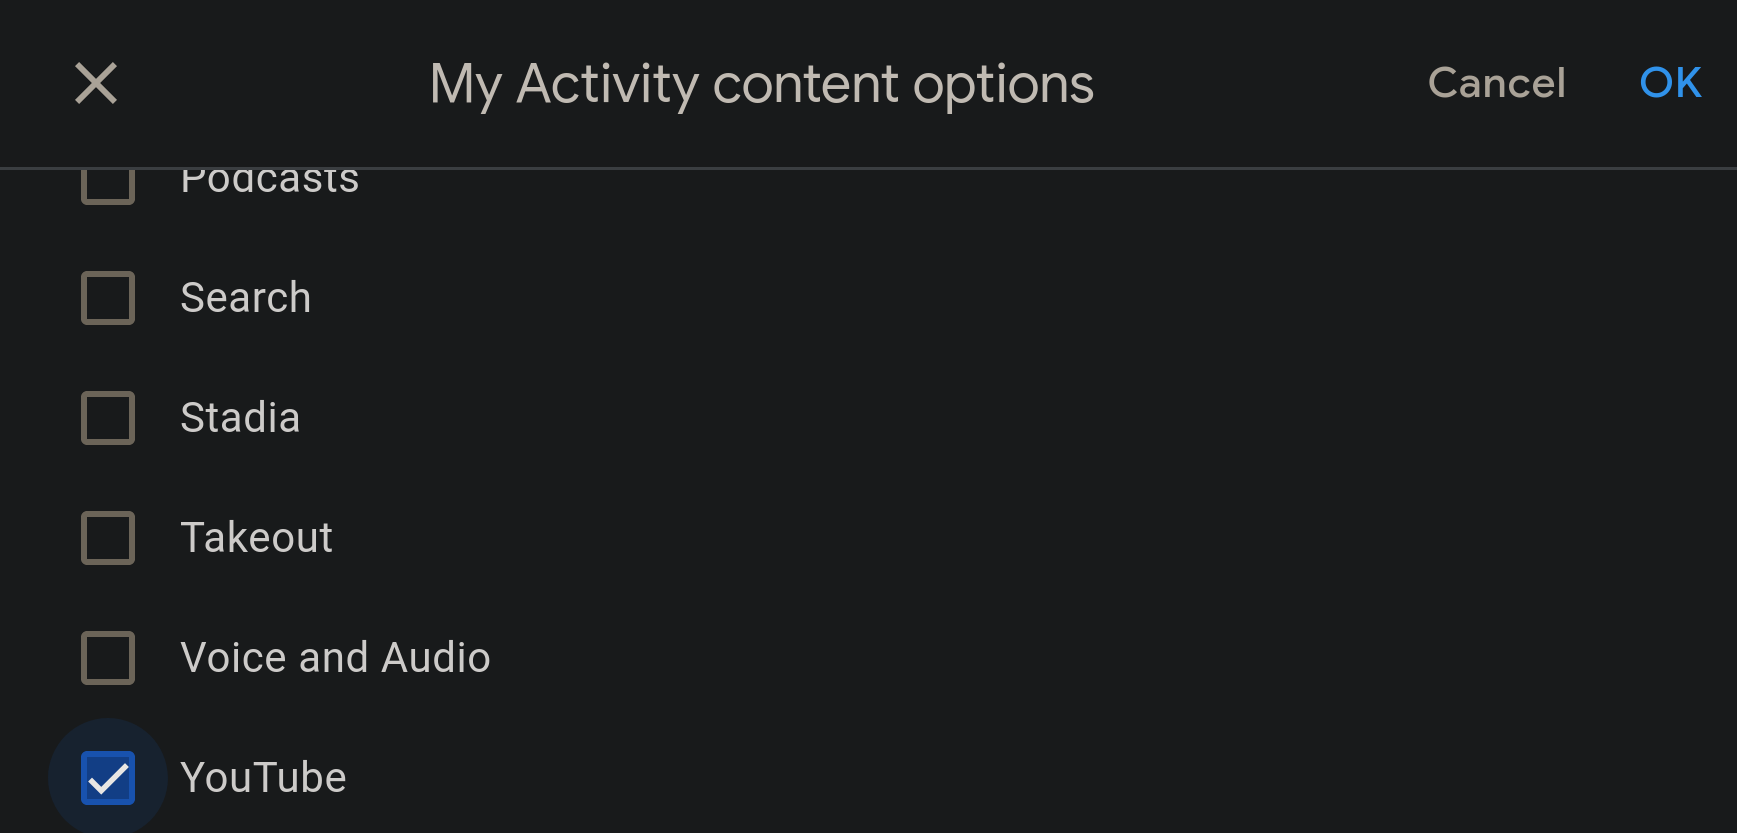 My Activity content options
Cancel
OK
Podcasts
Search
Stadia
Takeout
Voice and Audio
YouTube